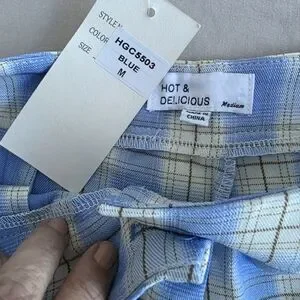 STYLE
COLOR
SIZE
HGC5503
BLUE
M
HOT &
DELICIOUS
Medium
MADE IN
CHINA